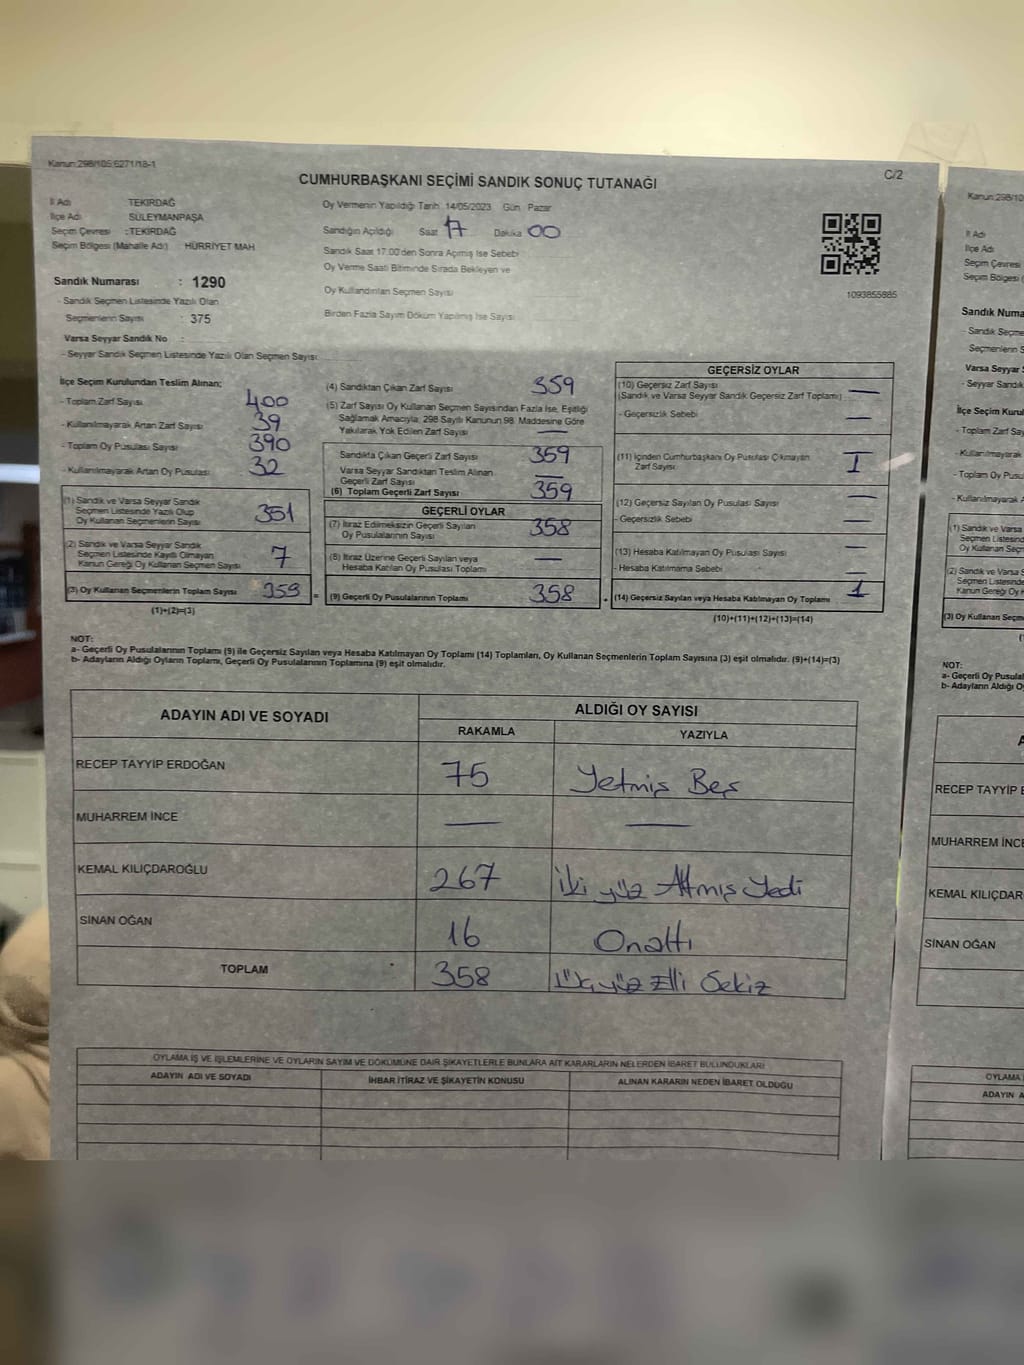 Kanun:298/105;6271/18-1
C/2
CUMHURBAŞKANI SEÇİMİ SANDIK SONUÇ TUTANAĞI
İl Adı TEKİRDAĞ
İlçe Adı SÜLEYMANPAŞA
Seçim Çevresi : TEKİRDAĞ
Seçim Bölgesi (Mahalle Adı) HÜRRİYET MAH
Sandık Numarası : 1290
- Sandık Seçmen Listesinde Yazılı Olan
Seçmenlerin Sayısı : 375
Varsa Seyyar Sandık No :
- Seyyar Sandık Seçmen Listesinde Yazılı Olan Seçmen Sayısı:
Oy Vermenin Yapıldığı Tarih: 14/05/2023 Gün Pazar
Sandığın Açıldığı Saat 17 Dakika 00
Sandık Saat 17.00'den Sonra Açmış İse Sebebi
Oy Verme Saati Bitiminde Sırada Bekleyen ve
Oy Kullandırılan Seçmen Sayısı
Birden Fazla Sayım Döküm Yapılmış İse Sayısı
1093855885
İlçe Seçim Kurulundan Teslim Alınan;
- Toplam Zarf Sayısı 400
- Kullanılmayarak Artan Zarf Sayısı 39
- Toplam Oy Pusulası Sayısı 390
- Kullanılmayarak Artan Oy Pusulası 32
(1) Sandık ve Varsa Seyyar Sandık
Seçmen Listesinde Yazılı Olup
Oy Kullanan Seçmenlerin Sayısı 351
(2) Sandık ve Varsa Seyyar Sandık
Seçmen Listesinde Kayıtlı Olmayan
Kanun Gereği Oy Kullanan Seçmen Sayısı 7
(3) Oy Kullanan Seçmenlerin Toplam Sayısı 359 =
(1)+(2)=(3)
(4) Sandıktan Çıkan Zarf Sayısı 359
(5) Zarf Sayısı Oy Kullanan Seçmen Sayısından Fazla İse, Eşitliği
Sağlamak Amacıyla; 298 Sayılı Kanunun 98. Maddesine Göre
Yakılarak Yok Edilen Zarf Sayısı —
Sandıkta Çıkan Geçerli Zarf Sayısı 359
Varsa Seyyar Sandıktan Teslim Alınan
Geçerli Zarf Sayısı —
(6) Toplam Geçerli Zarf Sayısı 359
GEÇERLİ OYLAR
(7) İtiraz Edilmeksizin Geçerli Sayılan
Oy Pusulalarının Sayısı 358
(8) İtiraz Üzerine Geçerli Sayılan veya
Hesaba Katılan Oy Pusulası Toplamı —
(9) Geçerli Oy Pusulalarının Toplamı 358
GEÇERSİZ OYLAR
(10) Geçersiz Zarf Sayısı —
(Sandık ve Varsa Seyyar Sandık Geçersiz Zarf Toplamı)
- Geçersizlik Sebebi —
(11) İçinden Cumhurbaşkanı Oy Pusulası Çıkmayan
Zarf Sayısı 1
(12) Geçersiz Sayılan Oy Pusulası Sayısı —
- Geçersizlik Sebebi —
(13) Hesaba Katılmayan Oy Pusulası Sayısı —
- Hesaba Katılmama Sebebi —
(14) Geçersiz Sayılan veya Hesaba Katılmayan Oy Toplamı 1
(10)+(11)+(12)+(13)=(14)
NOT:
a- Geçerli Oy Pusulalarının Toplamı (9) ile Geçersiz Sayılan veya Hesaba Katılmayan Oy Toplamı (14) Toplamları, Oy Kullanan Seçmenlerin Toplam Sayısına (3) eşit olmalıdır. (9)+(14)=(3)
b- Adayların Aldığı Oyların Toplamı, Geçerli Oy Pusulalarının Toplamına (9) eşit olmalıdır.
ADAYIN ADI VE SOYADI ALDIĞI OY SAYISI
RAKAMLA YAZIYLA
RECEP TAYYİP ERDOĞAN 75 Yetmiş Beş
MUHARREM İNCE — —
KEMAL KILIÇDAROĞLU 267 İki yüz Altmış Yedi
SİNAN OĞAN 16 Onaltı
TOPLAM 358 Üçyüz Elli Sekiz
OYLAMA İŞ VE İŞLEMLERİNE VE OYLARIN SAYIM VE DÖKÜMÜNE DAİR ŞİKAYETLERLE BUNLARA AİT KARARLARIN NELERDEN İBARET BULUNDUKLARI
ADAYIN ADI VE SOYADI İHBAR İTİRAZ VE ŞİKAYETİN KONUSU ALINAN KARARIN NEDEN İBARET OLDUĞU
Kanun:298/10
İl Adı
İlçe Adı
Seçim Çevresi
Seçim Bölgesi (
Sandık Numa
- Sandık Seçme
Seçmenlerin S
Varsa Seyyar S
- Seyyar Sandık
İlçe Seçim Kurul
- Toplam Zarf Say
- Kullanılmayarak
- Toplam Oy Pusul
- Kullanılmayarak A
(1) Sandık ve Varsa
Seçmen Listesind
Oy Kullanan Seçm
(2) Sandık ve Varsa S
Seçmen Listesinde
Kanun Gereği Oy K
(3) Oy Kullanan Seçm
NOT:
a- Geçerli Oy Pusulal
b- Adayların Aldığı Oy
A
RECEP TAYYİP E
MUHARREM İNCE
KEMAL KILIÇDAR
SİNAN OĞAN
OYLAMA
ADAYIN A